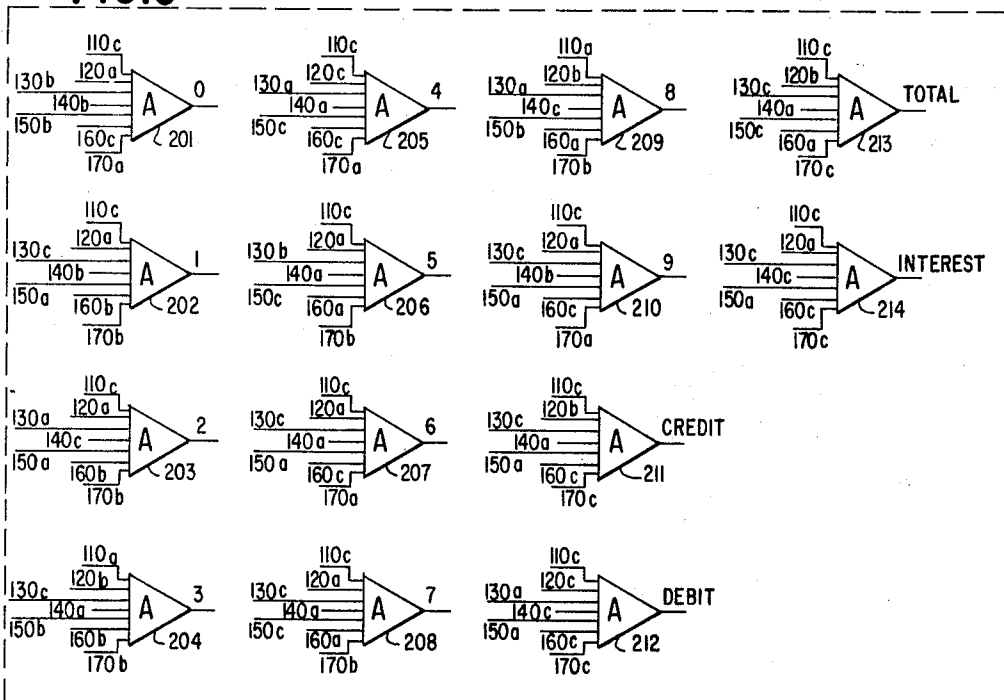 110c
120a
130b
140b
150b
160c
170a
A
0
201
110c
120c
130a
140a
150c
160c
170a
A
4
205
110a
120b
130a
140c
150b
160a
170b
A
8
209
110c
120b
130c
140a
150c
160a
170c
A
TOTAL
213
110c
120a
130c
140b
150a
160b
170b
A
1
202
110c
120a
130b
140a
150c
160a
170b
A
5
206
110c
120a
130c
140b
150a
160c
170a
A
9
210
110c
120a
130c
140c
150a
160c
170c
A
INTEREST
214
110c
120a
130a
140c
150a
160b
170b
A
2
203
110c
120a
130c
140a
150a
160c
170a
A
6
207
110c
120b
130c
140a
150a
160c
170c
A
CREDIT
211
110a
120b
130c
140a
150b
160b
170b
A
3
204
110c
120a
130c
140a
150c
160a
170b
A
7
208
110c
120c
130a
140c
150a
160c
170c
A
DEBIT
212